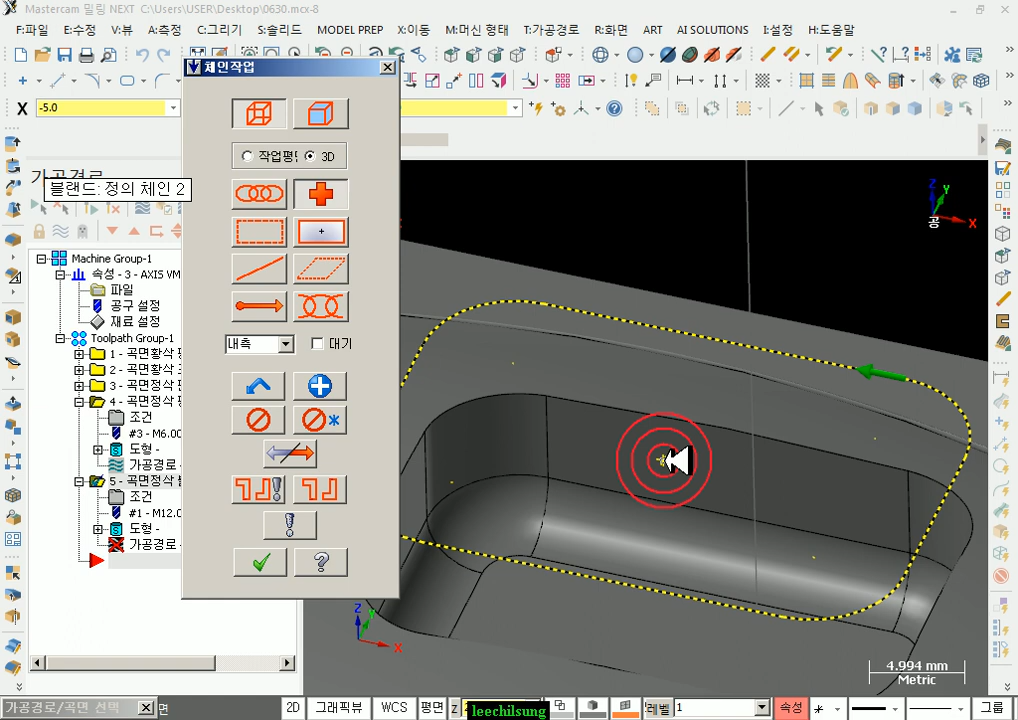 Mastercam 밀링 NEXT C:\Users\USER\Desktop\0630.mcx-8
F:파일 E:수정 V:뷰 A:측정 C:그리기 S:솔리드 MODEL PREP X:이동 M:머신 형태 T:가공경로 R:화면 ART AI SOLUTIONS I:설정 H:도움말
X -5.0
체인작업
작업평면 3D
가공경로
블랜드: 정의 체인 2
Machine Group-1
속성 - 3 - AXIS VM
파일
공구 설정
재료 설정
Toolpath Group-1
1 - 곡면황삭
2 - 곡면황삭
3 - 곡면황삭
4 - 곡면정삭
조건
#3 - M6.00
도형 -
가공경로
5 - 곡면정삭
조건
#1 - M12.0
도형 -
가공경로
내측 대기
Z Y X 공
Z Y X
4.994 mm
Metric
가공경로/곡면 선택 면
2D 그래픽뷰 WCS 평면 Z 레벨 1 속성 그룹
leechilsung